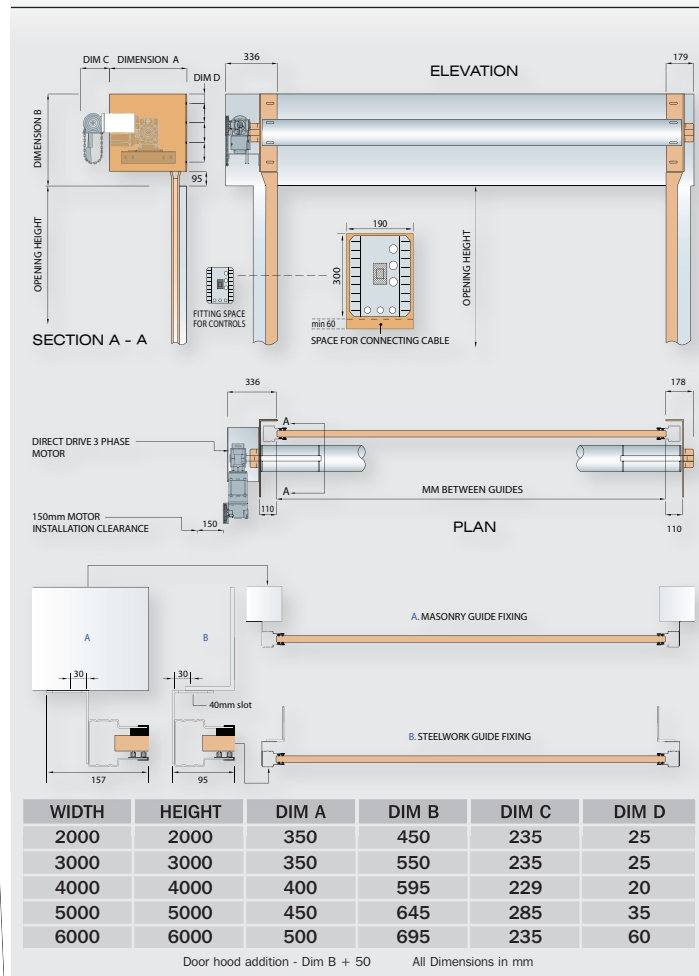 336
179
DIM C
DIMENSION A
ELEVATION
DIM D
DIMENSION B
95
OPENING HEIGHT
190
300
OPENING HEIGHT
FITTING SPACE
FOR CONTROLS
min 60
SPACE FOR CONNECTING CABLE
SECTION A - A
336
178
A
DIRECT DRIVE 3 PHASE
MOTOR
A
MM BETWEEN GUIDES
150mm MOTOR
INSTALLATION CLEARANCE
150
110
PLAN
110
A
B
A. MASONRY GUIDE FIXING
30
30
40mm slot
B. STEELWORK GUIDE FIXING
157
95
WIDTH HEIGHT DIM A DIM B DIM C DIM D
2000 2000 350 450 235 25
3000 3000 350 550 235 25
4000 4000 400 595 229 20
5000 5000 450 645 285 35
6000 6000 500 695 235 60
Door hood addition - Dim B + 50 All Dimensions in mm